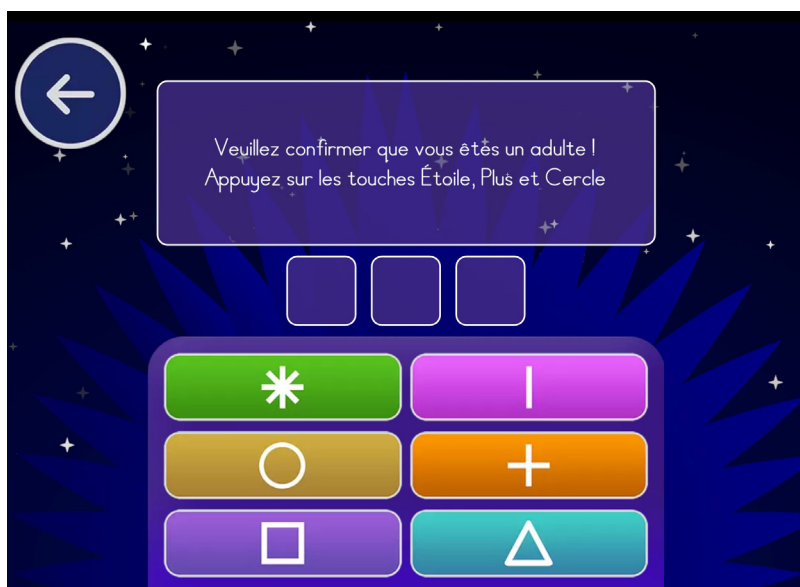 Veuillez confirmer que vous êtes un adulte !
Appuyez sur les touches Étoile, Plus et Cercle